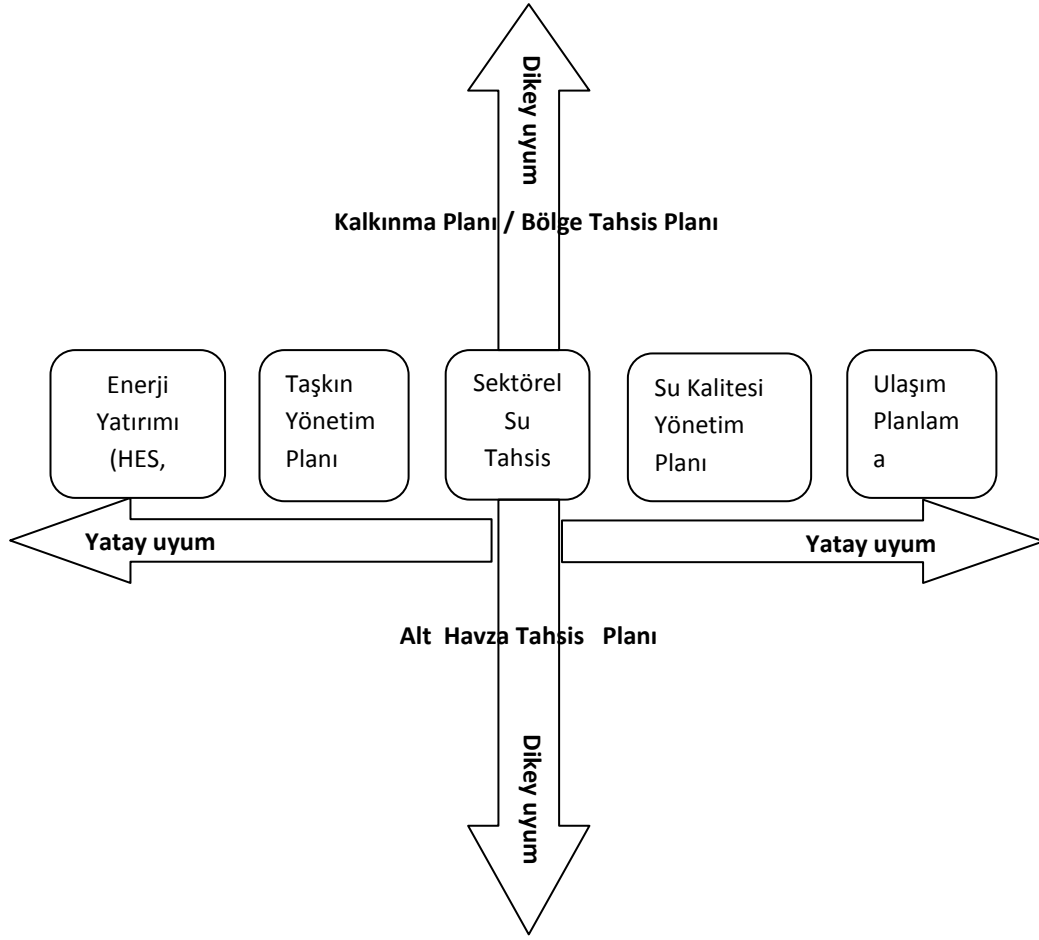 Dikey uyum
Kalkınma Planı / Bölge Tahsis Planı
Enerji
Yatırımı
(HES,
Taşkın
Yönetim
Planı
Sektörel
Su
Tahsis
Su Kalitesi
Yönetim
Planı
Ulaşım
Planlam
a
Yatay uyum
Yatay uyum
Alt Havza Tahsis Planı
Dikey uyum